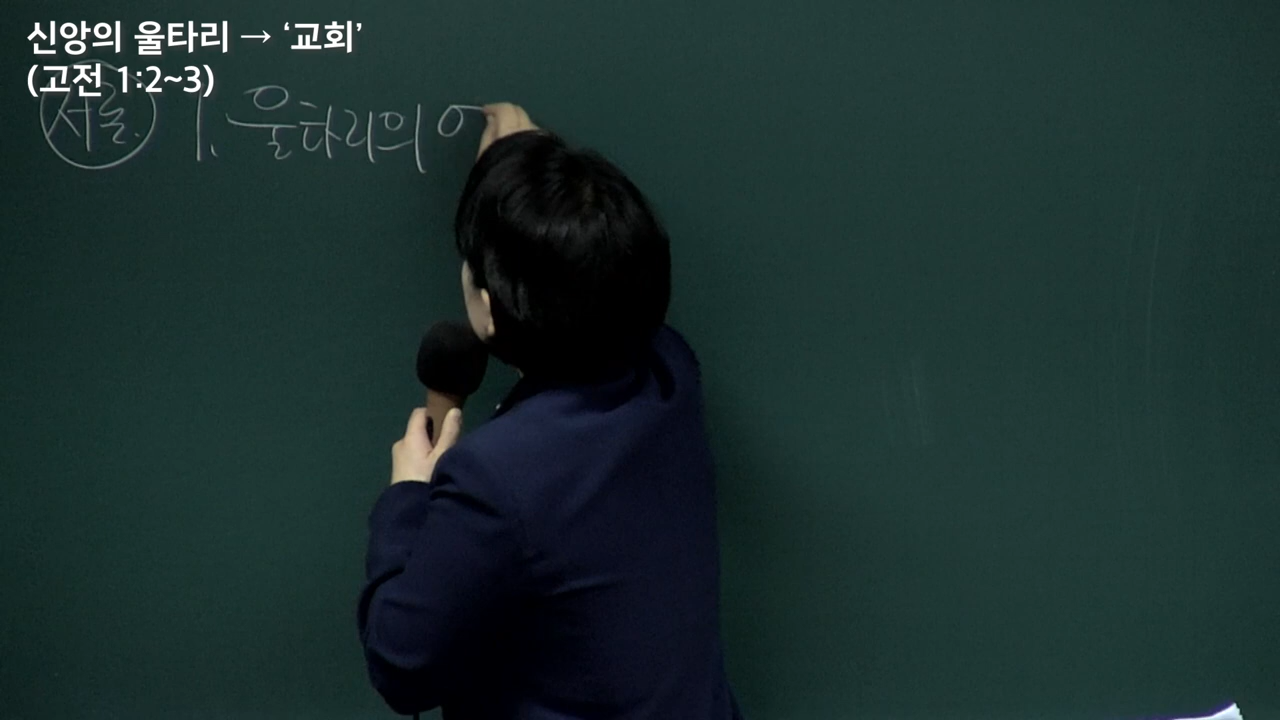 신앙의 울타리 → ‘교회’
(고전 1:2~3)
서론. 1. 울타리의